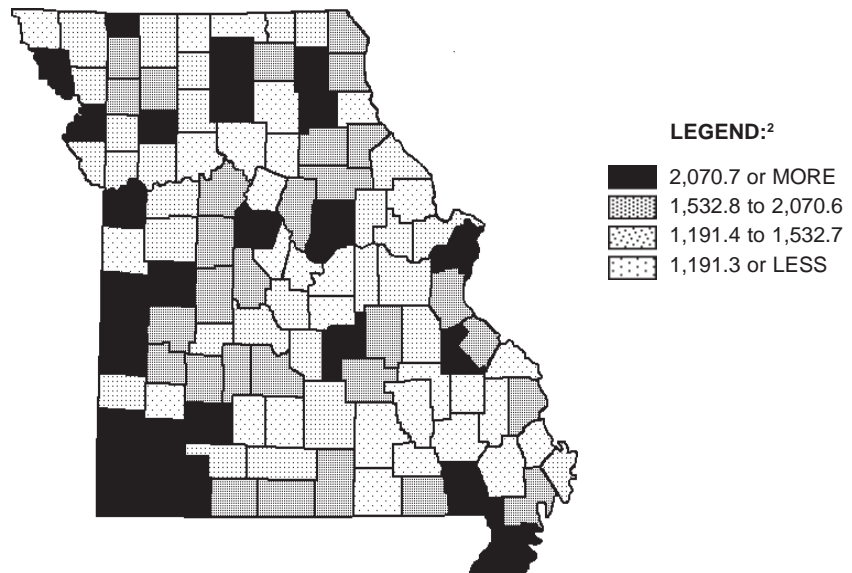 LEGEND:²
2,070.7 or MORE
1,532.8 to 2,070.6
1,191.4 to 1,532.7
1,191.3 or LESS